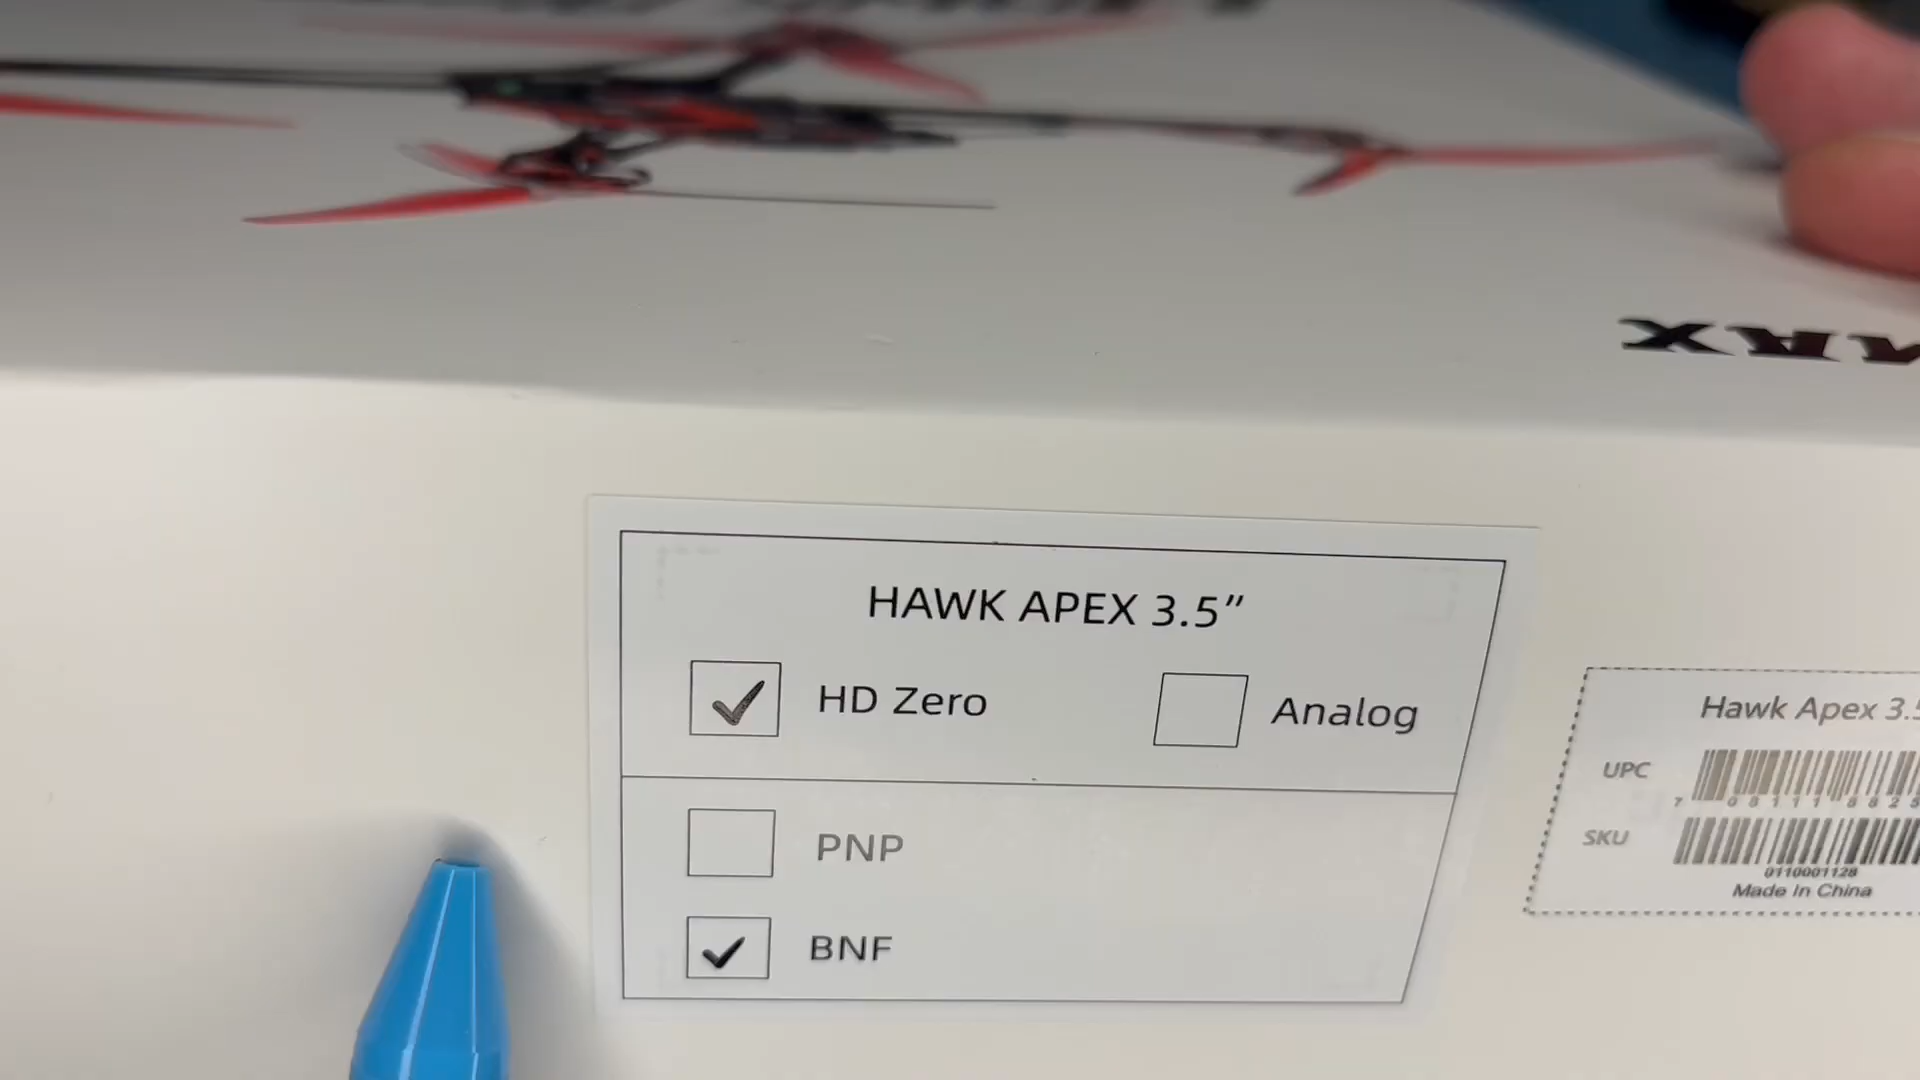 HAWK APEX 3.5"
HD Zero
Analog
PNP
BNF
Hawk Apex 3.5
UPC
SKU
0110001128
Made In China